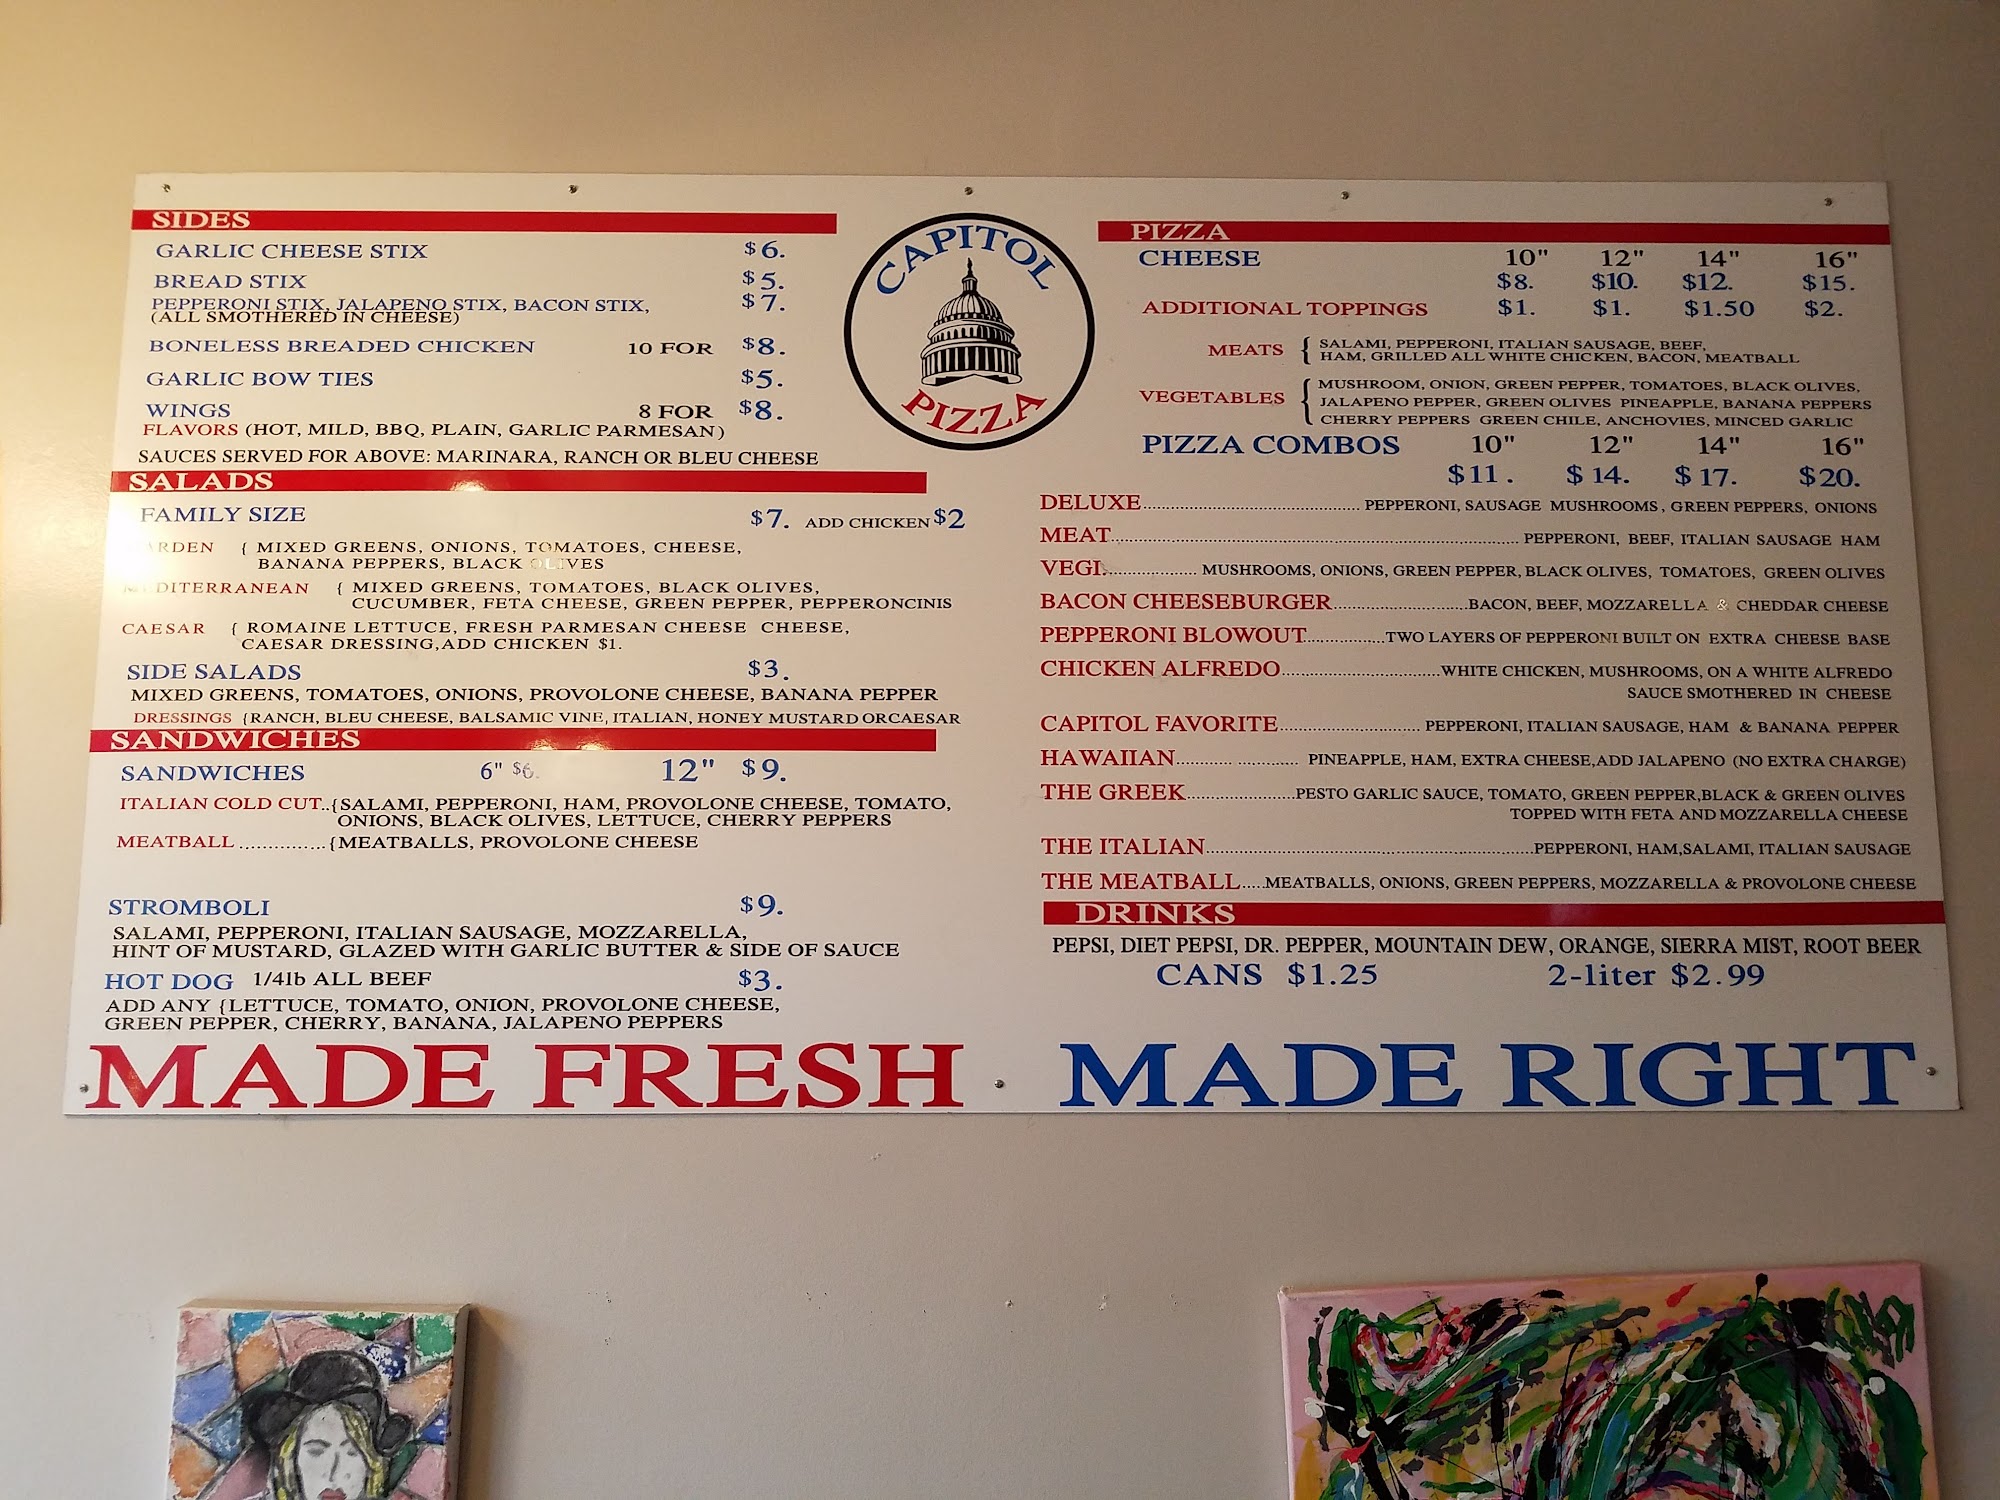 SIDES
GARLIC CHEESE STIX $6.
BREAD STIX $5.
PEPPERONI STIX, JALAPENO STIX, BACON STIX, $7.
(ALL SMOTHERED IN CHEESE)
BONELESS BREADED CHICKEN 10 FOR $8.
GARLIC BOW TIES $5.
WINGS 8 FOR $8.
FLAVORS (HOT, MILD, BBQ, PLAIN, GARLIC PARMESAN)
SAUCES SERVED FOR ABOVE: MARINARA, RANCH OR BLEU CHEESE
SALADS
FAMILY SIZE $7. ADD CHICKEN $2
GARDEN { MIXED GREENS, ONIONS, TOMATOES, CHEESE,
BANANA PEPPERS, BLACK OLIVES
MEDITERRANEAN { MIXED GREENS, TOMATOES, BLACK OLIVES,
CUCUMBER, FETA CHEESE, GREEN PEPPER, PEPPERONCINIS
CAESAR { ROMAINE LETTUCE, FRESH PARMESAN CHEESE CHEESE,
CAESAR DRESSING,ADD CHICKEN $1.
SIDE SALADS $3.
MIXED GREENS, TOMATOES, ONIONS, PROVOLONE CHEESE, BANANA PEPPER
DRESSINGS {RANCH, BLEU CHEESE, BALSAMIC VINE, ITALIAN, HONEY MUSTARD ORCAESAR
SANDWICHES
SANDWICHES 6" $6. 12" $9.
ITALIAN COLD CUT..{SALAMI, PEPPERONI, HAM, PROVOLONE CHEESE, TOMATO,
ONIONS, BLACK OLIVES, LETTUCE, CHERRY PEPPERS
MEATBALL ..............{MEATBALLS, PROVOLONE CHEESE
STROMBOLI $9.
SALAMI, PEPPERONI, ITALIAN SAUSAGE, MOZZARELLA,
HINT OF MUSTARD, GLAZED WITH GARLIC BUTTER & SIDE OF SAUCE
HOT DOG 1/4lb ALL BEEF $3.
ADD ANY {LETTUCE, TOMATO, ONION, PROVOLONE CHEESE,
GREEN PEPPER, CHERRY, BANANA, JALAPENO PEPPERS
CAPITOL
PIZZA
PIZZA
CHEESE 10" 12" 14" 16"
$8. $10. $12. $15.
ADDITIONAL TOPPINGS $1. $1. $1.50 $2.
MEATS { SALAMI, PEPPERONI, ITALIAN SAUSAGE, BEEF,
HAM, GRILLED ALL WHITE CHICKEN, BACON, MEATBALL
VEGETABLES { MUSHROOM, ONION, GREEN PEPPER, TOMATOES, BLACK OLIVES,
JALAPENO PEPPER, GREEN OLIVES PINEAPPLE, BANANA PEPPERS
CHERRY PEPPERS GREEN CHILE, ANCHOVIES, MINCED GARLIC
PIZZA COMBOS 10" 12" 14" 16"
$11. $14. $17. $20.
DELUXE........................................ PEPPERONI, SAUSAGE MUSHROOMS, GREEN PEPPERS, ONIONS
MEAT.............................................................................. PEPPERONI, BEEF, ITALIAN SAUSAGE HAM
VEGI.................. MUSHROOMS, ONIONS, GREEN PEPPER, BLACK OLIVES, TOMATOES, GREEN OLIVES
BACON CHEESEBURGER.........................BACON, BEEF, MOZZARELLA & CHEDDAR CHEESE
PEPPERONI BLOWOUT...............TWO LAYERS OF PEPPERONI BUILT ON EXTRA CHEESE BASE
CHICKEN ALFREDO..............................WHITE CHICKEN, MUSHROOMS, ON A WHITE ALFREDO
SAUCE SMOTHERED IN CHEESE
CAPITOL FAVORITE.......................... PEPPERONI, ITALIAN SAUSAGE, HAM & BANANA PEPPER
HAWAIIAN.......... ........... PINEAPPLE, HAM, EXTRA CHEESE,ADD JALAPENO (NO EXTRA CHARGE)
THE GREEK.....................PESTO GARLIC SAUCE, TOMATO, GREEN PEPPER,BLACK & GREEN OLIVES
TOPPED WITH FETA AND MOZZARELLA CHEESE
THE ITALIAN..............................................................PEPPERONI, HAM,SALAMI, ITALIAN SAUSAGE
THE MEATBALL.....MEATBALLS, ONIONS, GREEN PEPPERS, MOZZARELLA & PROVOLONE CHEESE
DRINKS
PEPSI, DIET PEPSI, DR. PEPPER, MOUNTAIN DEW, ORANGE, SIERRA MIST, ROOT BEER
CANS $1.25 2-liter $2.99
MADE FRESH MADE RIGHT